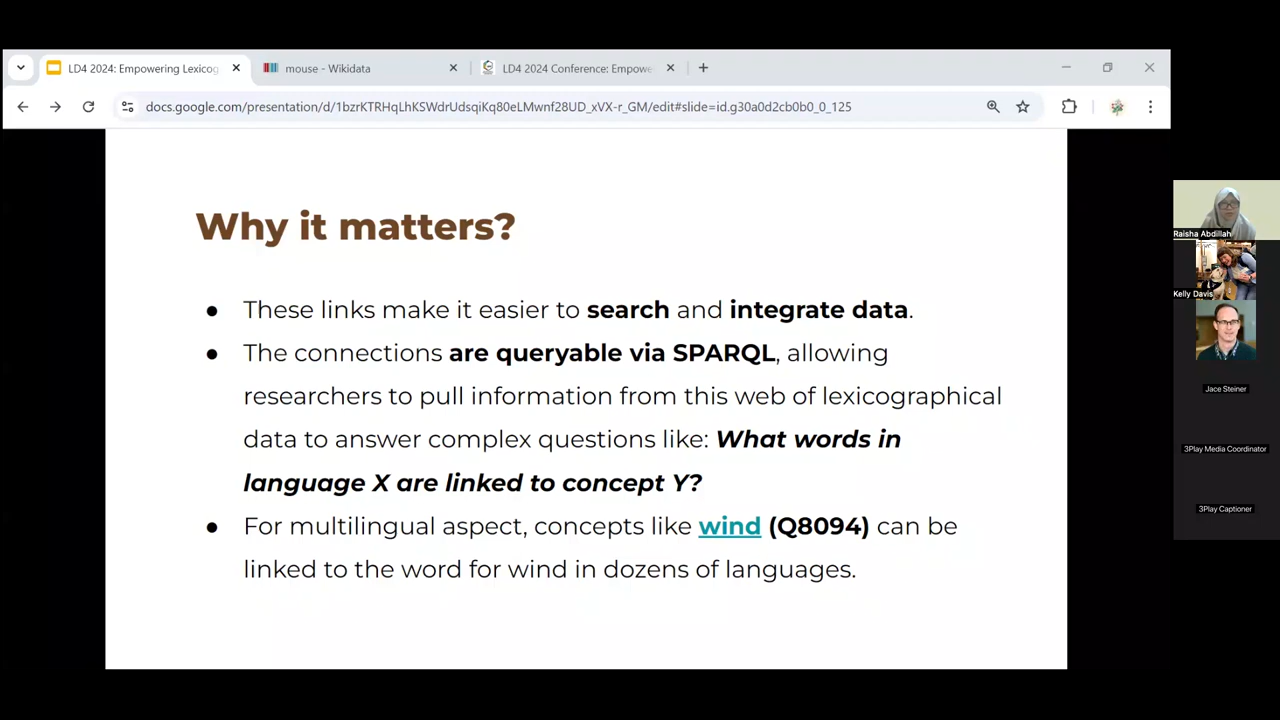 LD4 2024: Empowering Lexicog
mouse - Wikidata
LD4 2024 Conference: Empowe
docs.google.com/presentation/d/1bzrKTRHqLhKSWdrUdsqiKq80eLMwnf28UD_xVX-r_GM/edit#slide=id.g30a0d2cb0b0_0_125
Why it matters?
● These links make it easier to search and integrate data.
● The connections are queryable via SPARQL, allowing
researchers to pull information from this web of lexicographical
data to answer complex questions like: What words in
language X are linked to concept Y?
● For multilingual aspect, concepts like wind (Q8094) can be
linked to the word for wind in dozens of languages.
Raisha Abdillah
Kelly Davis
Jace Steiner
3Play Media Coordinator
3Play Captioner